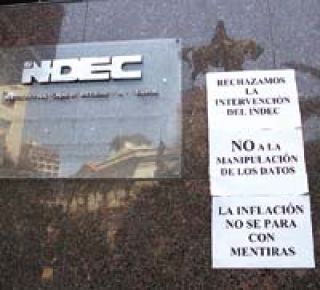 INDEC
RECHAZAMOS LA
INTERVENCIÓN
DEL INDEC
NO A LA
MANIPULACIÓN
DE LOS DATOS
LA INFLACIÓN
NO SE PARA
CON
MENTIRAS